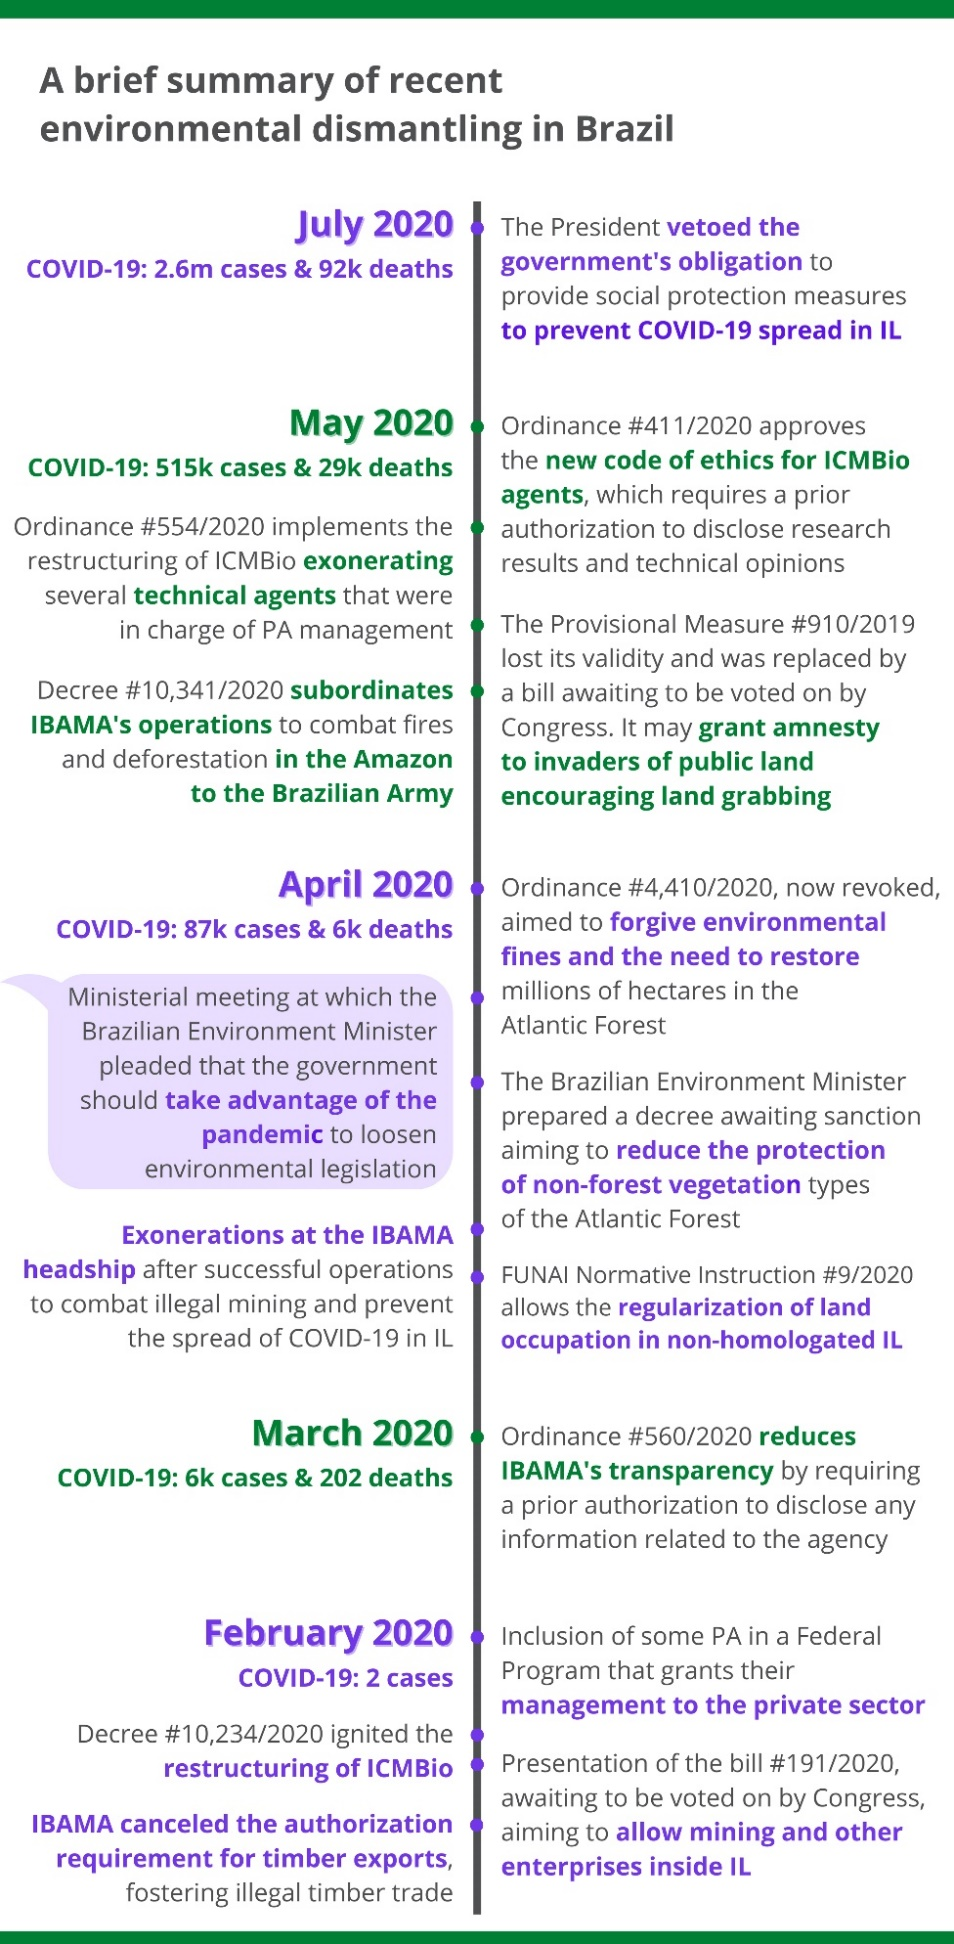 A brief summary of recent
environmental dismantling in Brazil
July 2020
COVID-19: 2.6m cases & 92k deaths
The President vetoed the
government's obligation to
provide social protection measures
to prevent COVID-19 spread in IL
May 2020
COVID-19: 515k cases & 29k deaths
Ordinance #411/2020 approves
the new code of ethics for ICMBio
agents, which requires a prior
authorization to disclose research
results and technical opinions
Ordinance #554/2020 implements the
restructuring of ICMBio exonerating
several technical agents that were
in charge of PA management
The Provisional Measure #910/2019
lost its validity and was replaced by
a bill awaiting to be voted on by
Congress. It may grant amnesty
to invaders of public land
encouraging land grabbing
Decree #10,341/2020 subordinates
IBAMA's operations to combat fires
and deforestation in the Amazon
to the Brazilian Army
April 2020
COVID-19: 87k cases & 6k deaths
Ordinance #4,410/2020, now revoked,
aimed to forgive environmental
fines and the need to restore
millions of hectares in the
Atlantic Forest
Ministerial meeting at which the
Brazilian Environment Minister
pleaded that the government
should take advantage of the
pandemic to loosen
environmental legislation
The Brazilian Environment Minister
prepared a decree awaiting sanction
aiming to reduce the protection
of non-forest vegetation types
of the Atlantic Forest
Exonerations at the IBAMA
headship after successful operations
to combat illegal mining and prevent
the spread of COVID-19 in IL
FUNAI Normative Instruction #9/2020
allows the regularization of land
occupation in non-homologated IL
March 2020
COVID-19: 6k cases & 202 deaths
Ordinance #560/2020 reduces
IBAMA's transparency by requiring
a prior authorization to disclose any
information related to the agency
February 2020
COVID-19: 2 cases
Inclusion of some PA in a Federal
Program that grants their
management to the private sector
Decree #10,234/2020 ignited the
restructuring of ICMBio
Presentation of the bill #191/2020,
awaiting to be voted on by Congress,
aiming to allow mining and other
enterprises inside IL
IBAMA canceled the authorization
requirement for timber exports,
fostering illegal timber trade